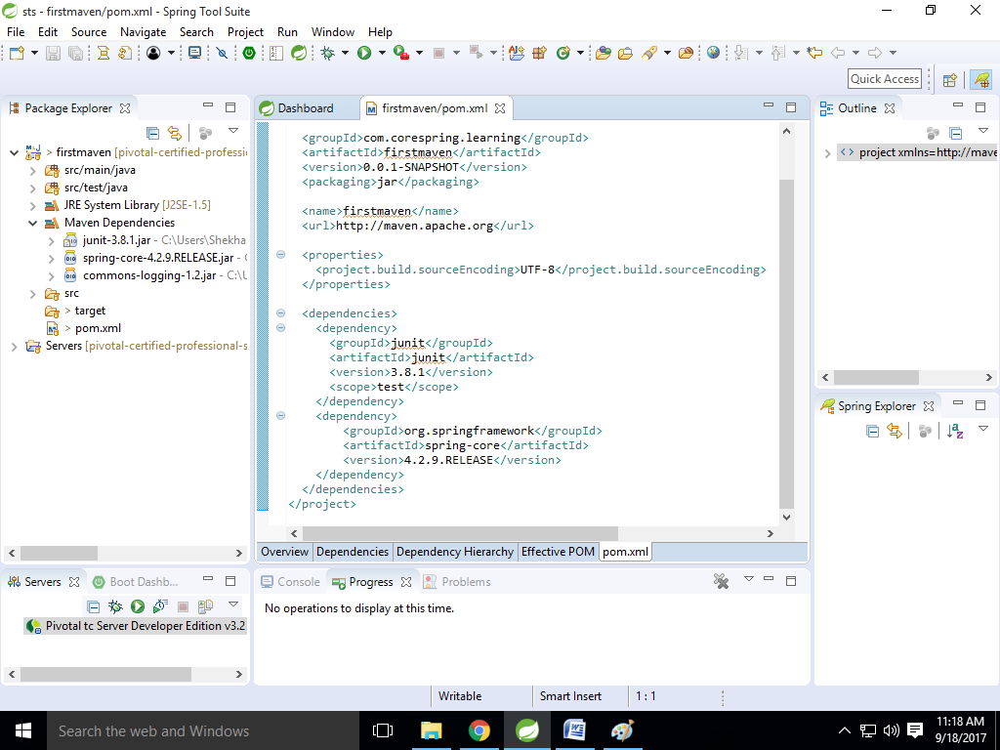 sts - firstmaven/pom.xml - Spring Tool Suite
File Edit Source Navigate Search Project Run Window Help
Quick Access
Package Explorer
> firstmaven [pivotal-certified-professi
src/main/java
src/test/java
JRE System Library [J2SE-1.5]
Maven Dependencies
junit-3.8.1.jar - C:\Users\Shekha
spring-core-4.2.9.RELEASE.jar - C
commons-logging-1.2.jar - C:\U
src
> target
> pom.xml
Servers [pivotal-certified-professional-s
Dashboard
firstmaven/pom.xml
<groupId>com.corespring.learning</groupId>
<artifactId>firstmaven</artifactId>
<version>0.0.1-SNAPSHOT</version>
<packaging>jar</packaging>
<name>firstmaven</name>
<url>http://maven.apache.org</url>
<properties>
<project.build.sourceEncoding>UTF-8</project.build.sourceEncoding>
</properties>
<dependencies>
<dependency>
<groupId>junit</groupId>
<artifactId>junit</artifactId>
<version>3.8.1</version>
<scope>test</scope>
</dependency>
<dependency>
<groupId>org.springframework</groupId>
<artifactId>spring-core</artifactId>
<version>4.2.9.RELEASE</version>
</dependency>
</dependencies>
</project>
Overview Dependencies Dependency Hierarchy Effective POM pom.xml
Outline
<> project xmlns=http://mave
Spring Explorer
Servers
Boot Dashb...
Pivotal tc Server Developer Edition v3.2
Console
Progress
Problems
No operations to display at this time.
Writable
Smart Insert
1 : 1
Search the web and Windows
11:18 AM
9/18/2017